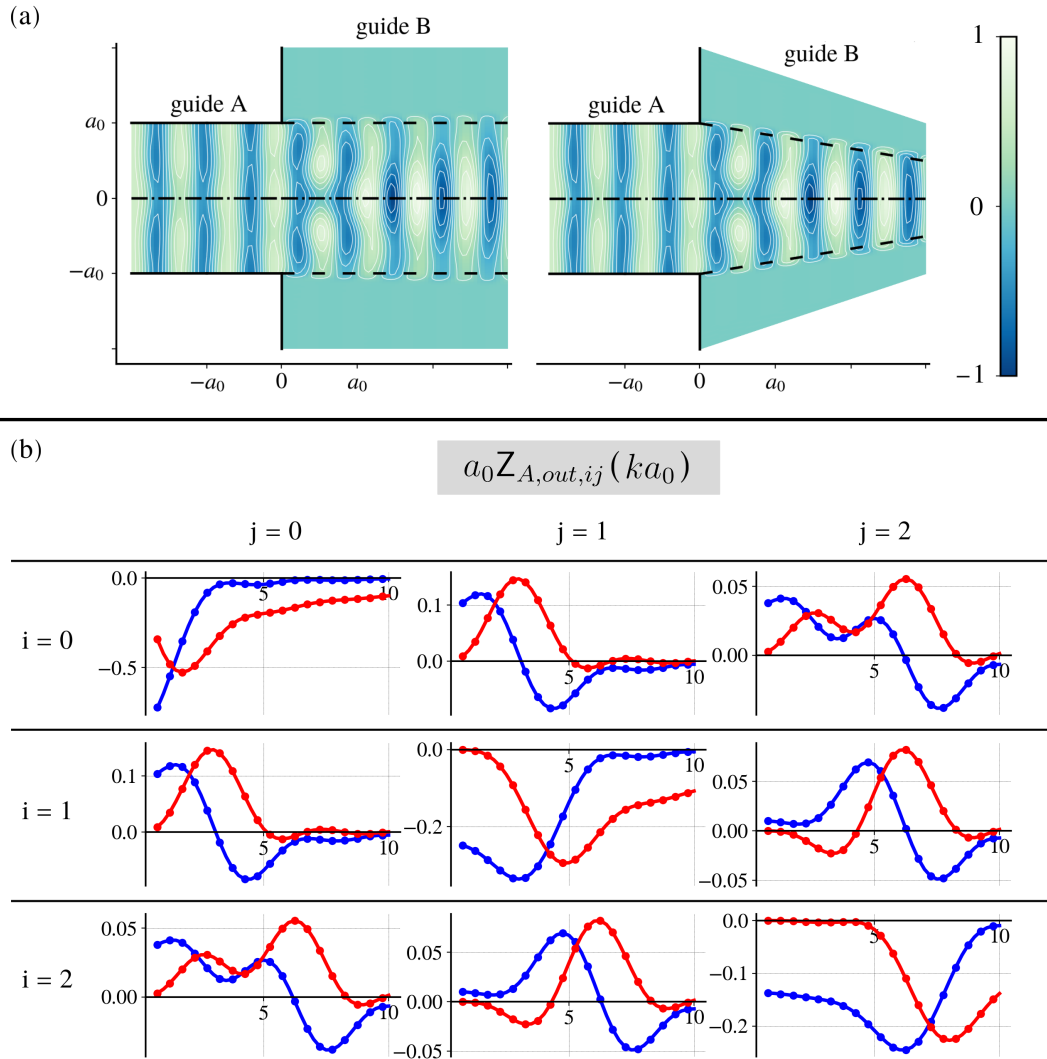 (a)
guide B
guide B
guide A
guide A
1
a₀
0
−a₀
0
−1
−a₀ 0 a₀
−a₀ 0 a₀
(b)
a₀Z_{A,out,ij}(ka₀)
j = 0 j = 1 j = 2
i = 0
0.0
−0.5
5 10
0.1
0.0
5 10
0.05
0.00
5 10
i = 1
0.1
0.0
5 10
0.0
−0.2
5 10
0.05
0.00
−0.05
5 10
i = 2
0.05
0.00
5 10
0.05
0.00
−0.05
5 10
0.0
−0.1
−0.2
5 10